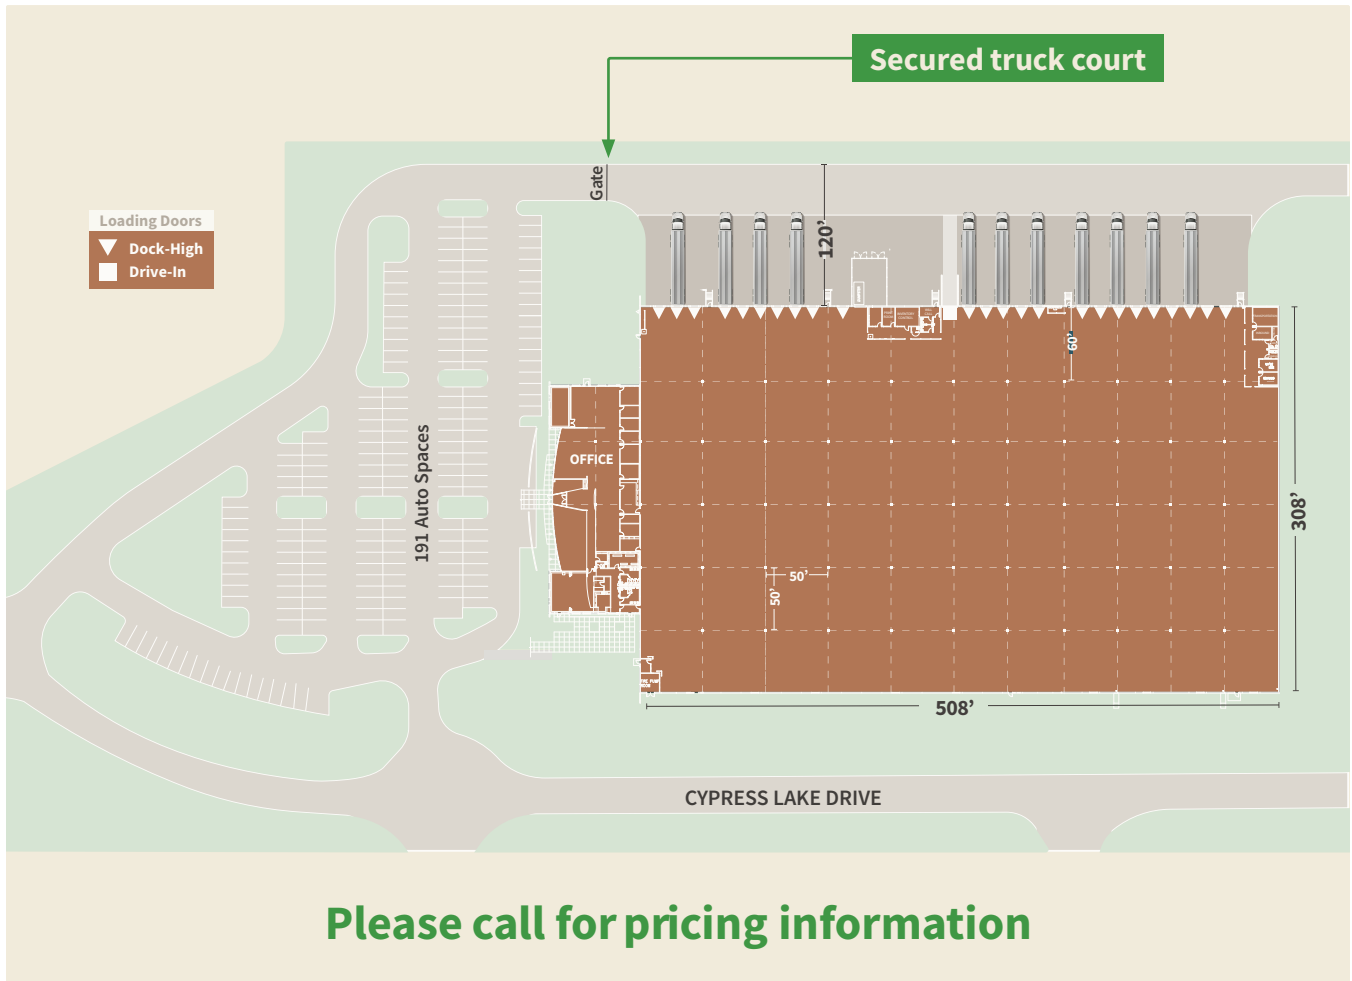 Secured truck court
Gate
Loading Doors
Dock-High
Drive-In
120’
60’
191 Auto Spaces
OFFICE
308’
50’
50’
508’
CYPRESS LAKE DRIVE
Please call for pricing information